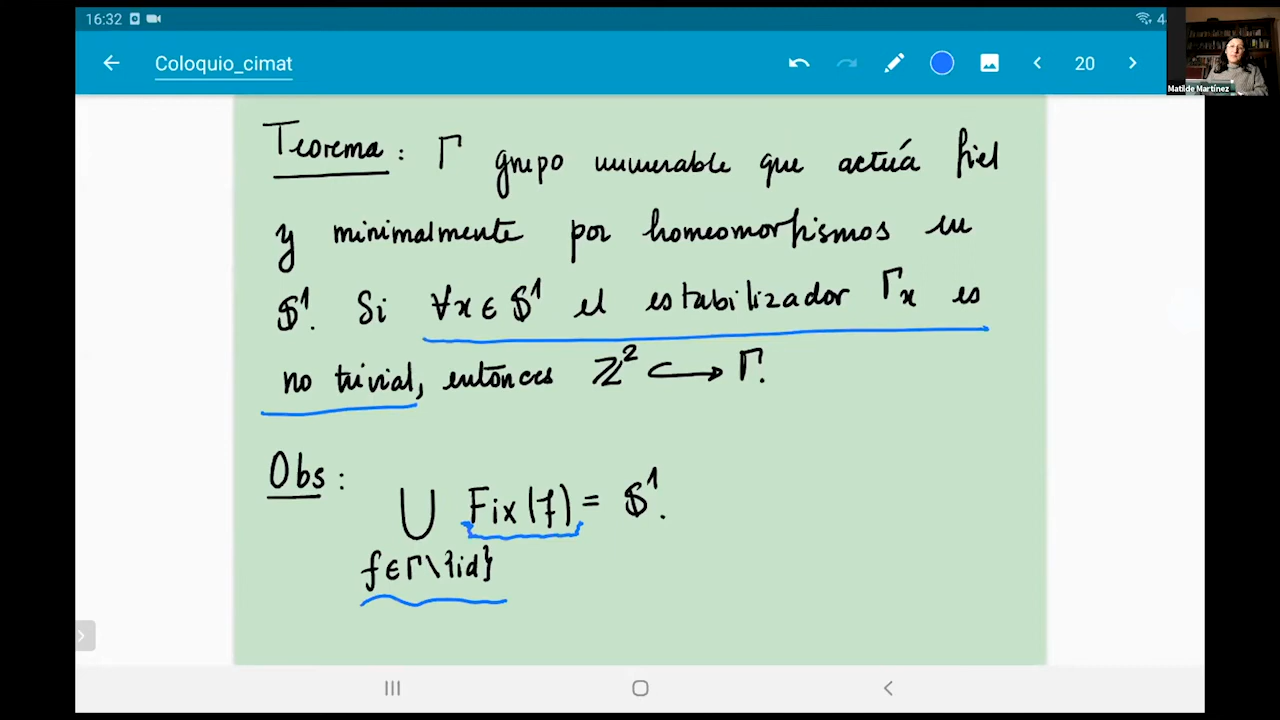 16:32
Coloquio_cimat
20
Matilde Martínez
Teorema: Γ grupo numerable que actúa fiel
y minimalmente por homeomorfismos en
𝕊¹. Si ∀x ∈ 𝕊¹ el estabilizador Γₓ es
no trivial, entonces ℤ² ↪ Γ.
Obs:
⋃ Fix(f) = 𝕊¹.
f∈Γ\{id}